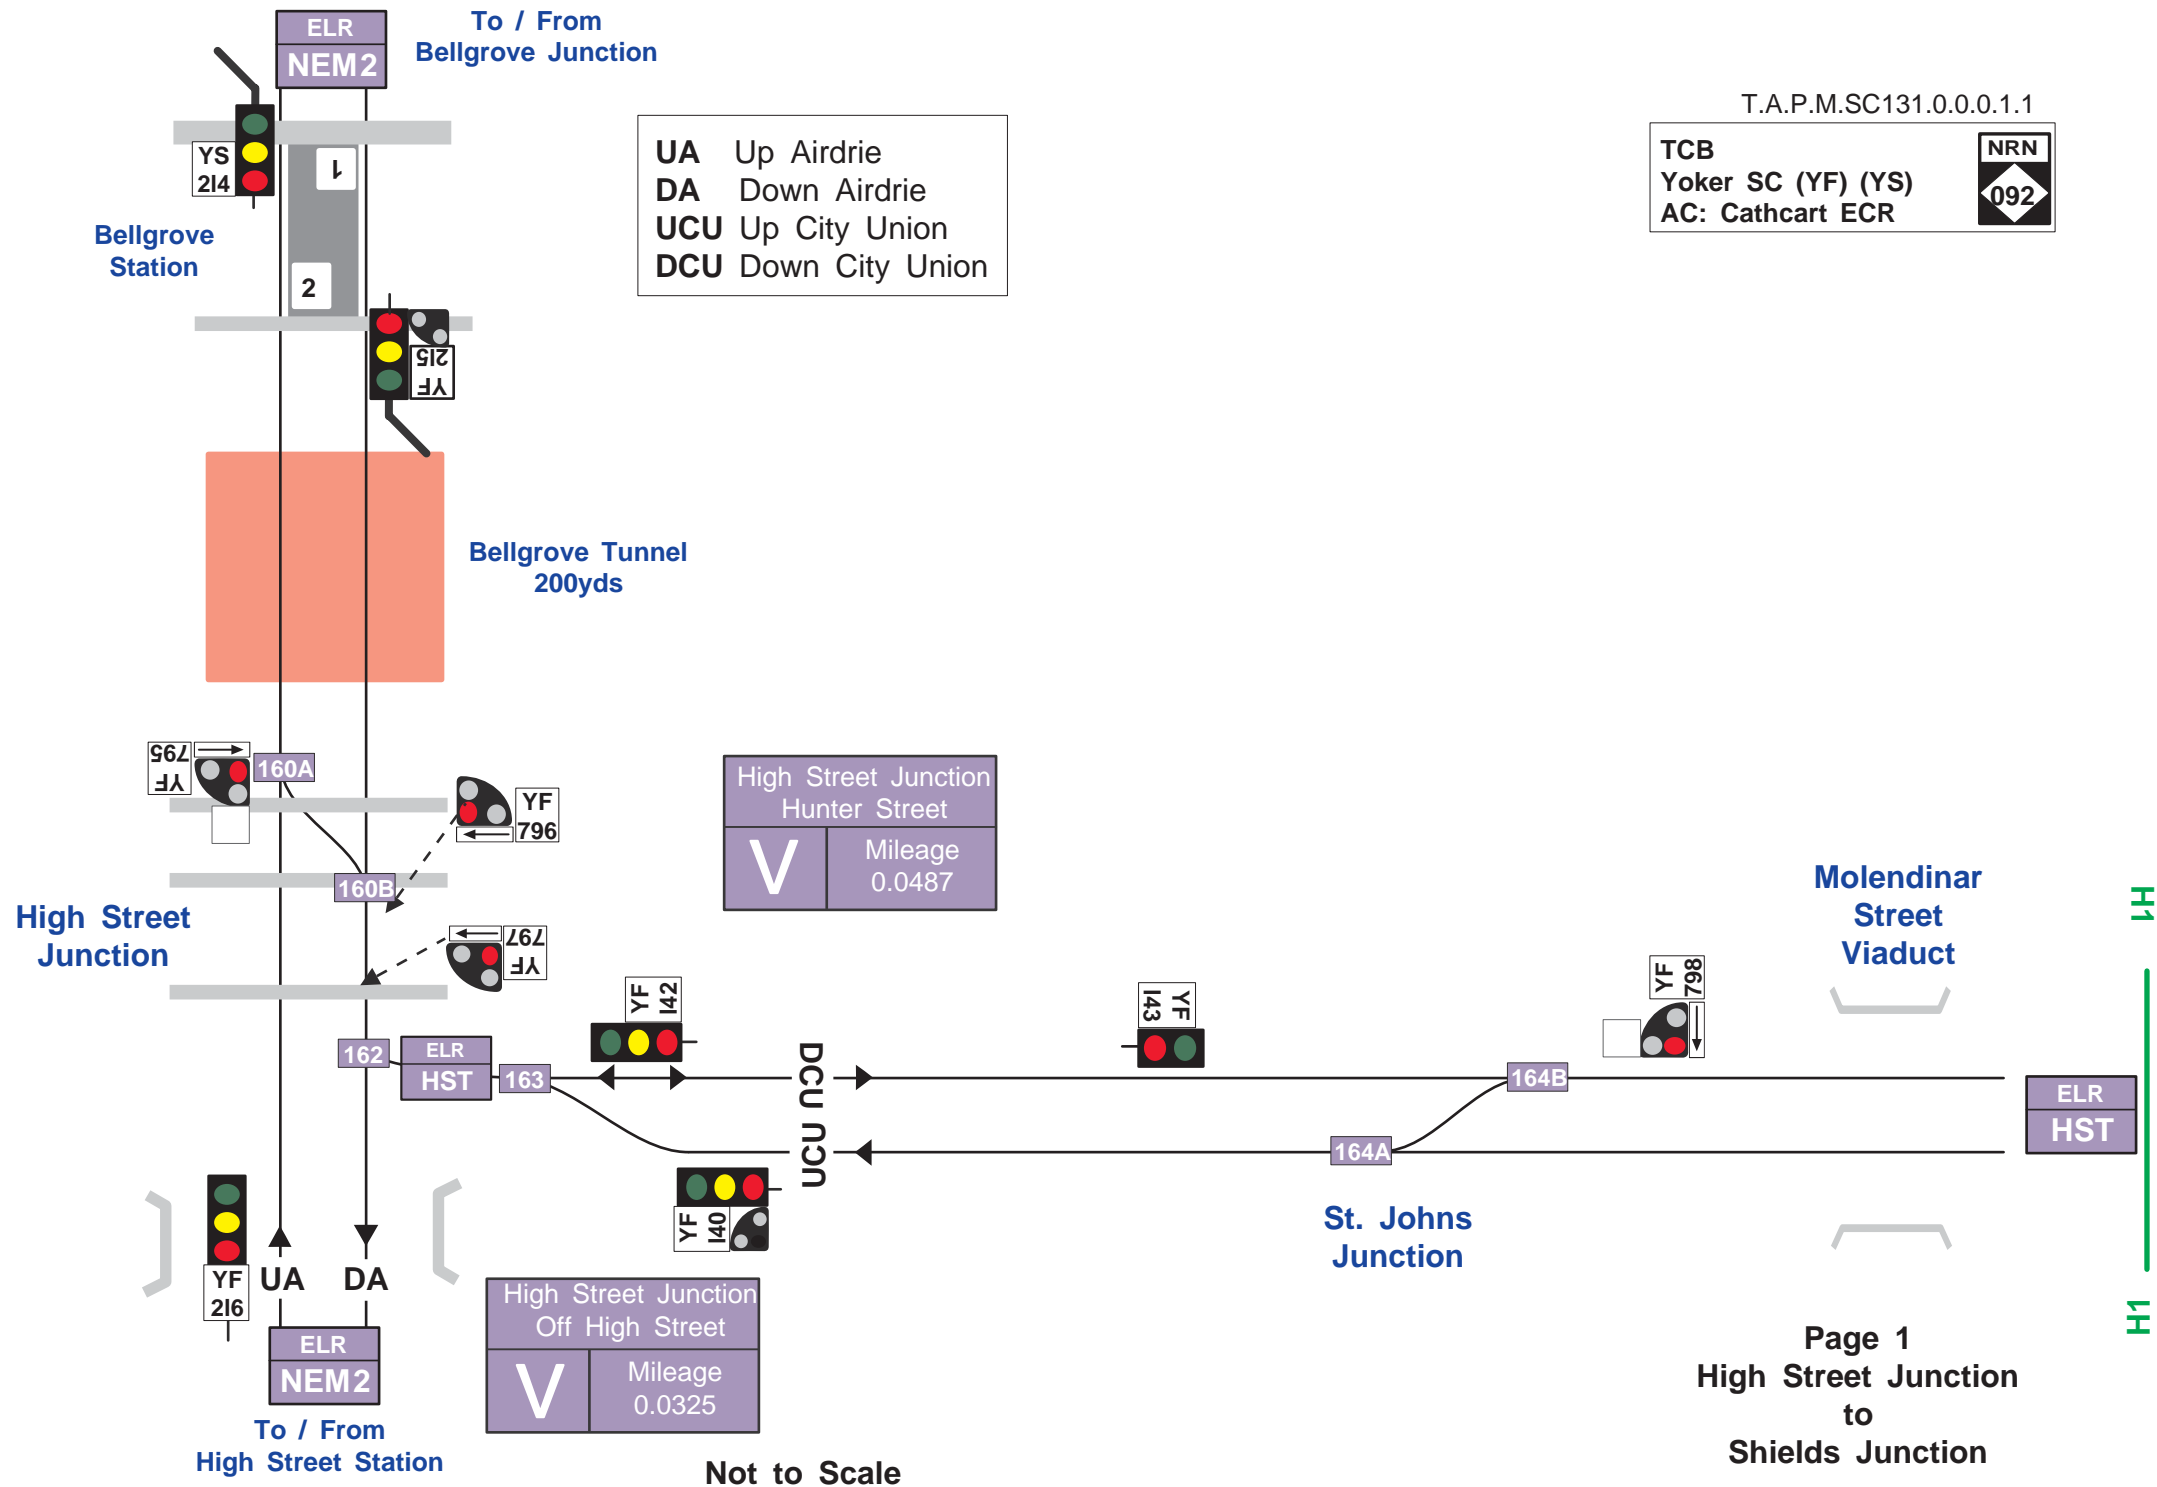 ELR
NEM2
To / From
Bellgrove Junction
YS
214
1
2
Bellgrove
Station
UA Up Airdrie
DA Down Airdrie
UCU Up City Union
DCU Down City Union
T.A.P.M.SC131.0.0.0.1.1
TCB
Yoker SC (YF) (YS)
AC: Cathcart ECR
NRN
092
YF
215
Bellgrove Tunnel
200yds
YF
795
160A
YF
796
160B
High Street
Junction
YF
797
High Street Junction
Hunter Street
V
Mileage
0.0487
162
ELR
HST
163
YF
142
DCU
UCU
YF
143
164B
164A
YF
798
Molendinar
Street
Viaduct
H1
ELR
HST
H1
YF
140
St. Johns
Junction
YF
216
UA
DA
ELR
NEM2
To / From
High Street Station
High Street Junction
Off High Street
V
Mileage
0.0325
Not to Scale
Page 1
High Street Junction
to
Shields Junction